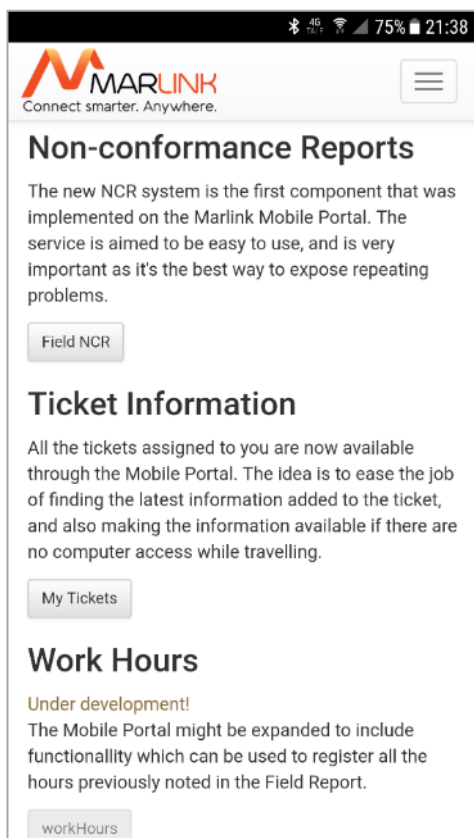 4G
75% 21:38
MARLINK
Connect smarter. Anywhere.
Non-conformance Reports
The new NCR system is the first component that was
implemented on the Marlink Mobile Portal. The
service is aimed to be easy to use, and is very
important as it's the best way to expose repeating
problems.
Field NCR
Ticket Information
All the tickets assigned to you are now available
through the Mobile Portal. The idea is to ease the job
of finding the latest information added to the ticket,
and also making the information available if there are
no computer access while travelling.
My Tickets
Work Hours
Under development!
The Mobile Portal might be expanded to include
functionallity which can be used to register all the
hours previously noted in the Field Report.
workHours